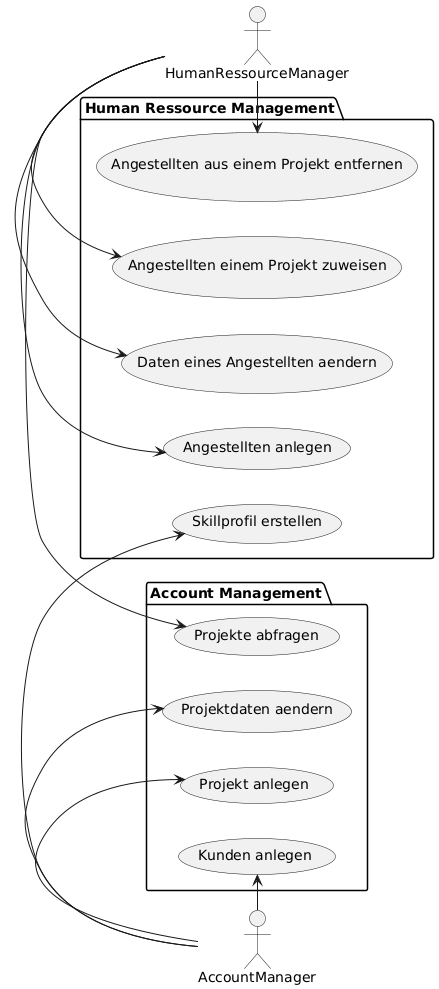 HumanRessourceManager
Human Ressource Management
Angestellten aus einem Projekt entfernen
Angestellten einem Projekt zuweisen
Daten eines Angestellten aendern
Angestellten anlegen
Skillprofil erstellen
Account Management
Projekte abfragen
Projektdaten aendern
Projekt anlegen
Kunden anlegen
AccountManager